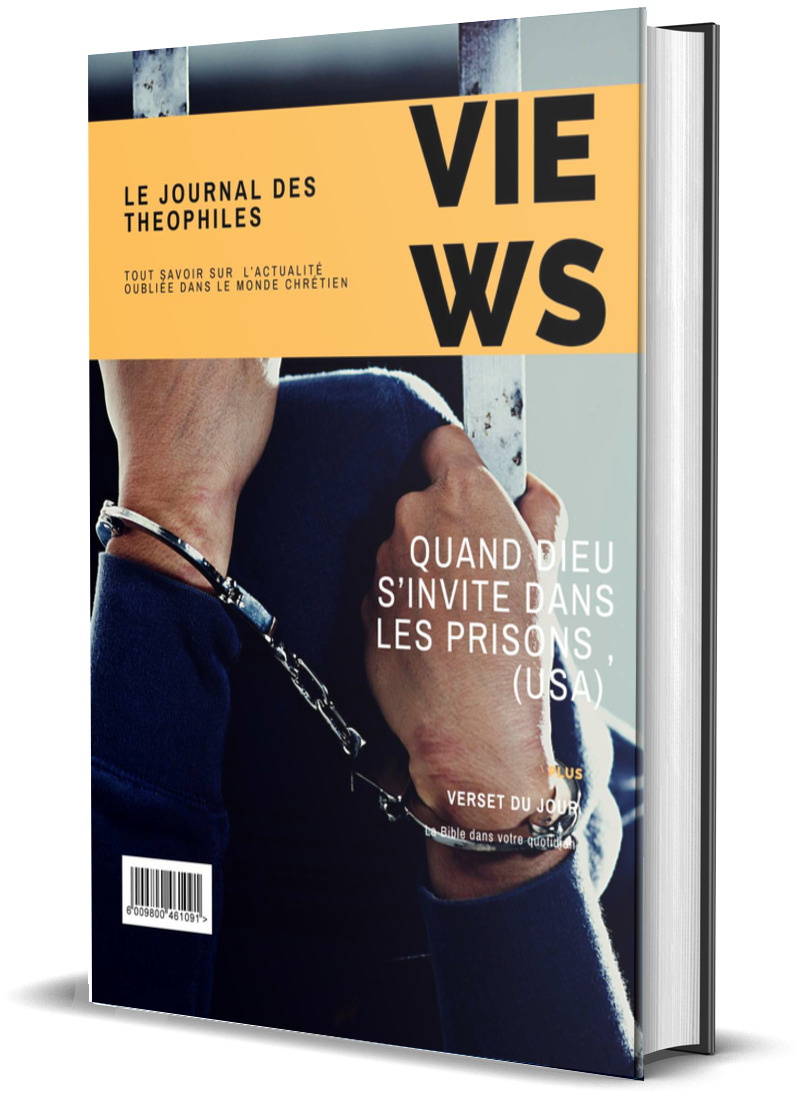 VIE
WS
LE JOURNAL DES
THEOPHILES
TOUT SAVOIR SUR L'ACTUALITÉ
OUBLIÉE DANS LE MONDE CHRÉTIEN
QUAND DIEU
S'INVITE DANS
LES PRISONS ,
(USA)
PLUS
VERSET DU JOUR
La Bible dans votre quotidien
6 009800 461091 >